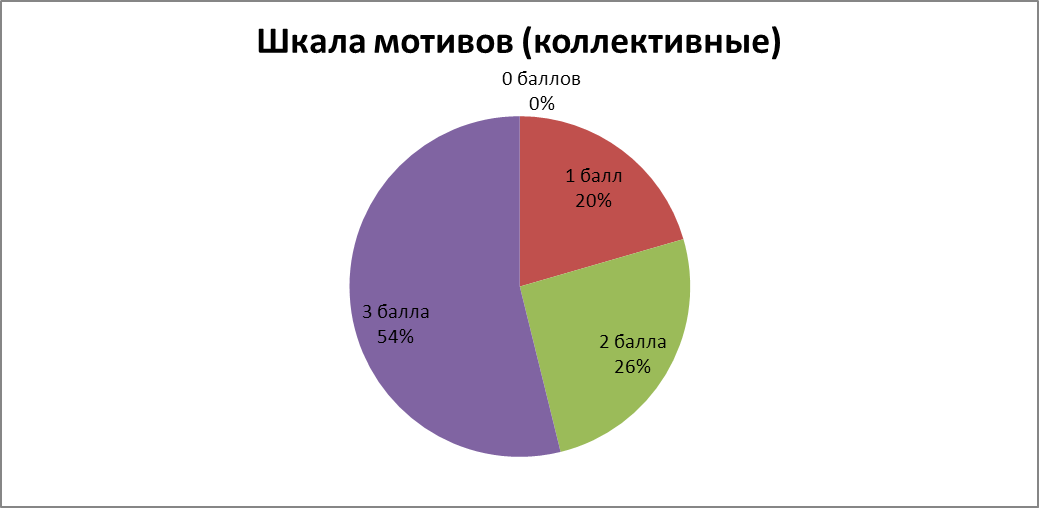 Шкала мотивов (коллективные)
0 баллов
0%
1 балл
20%
2 балла
26%
3 балла
54%